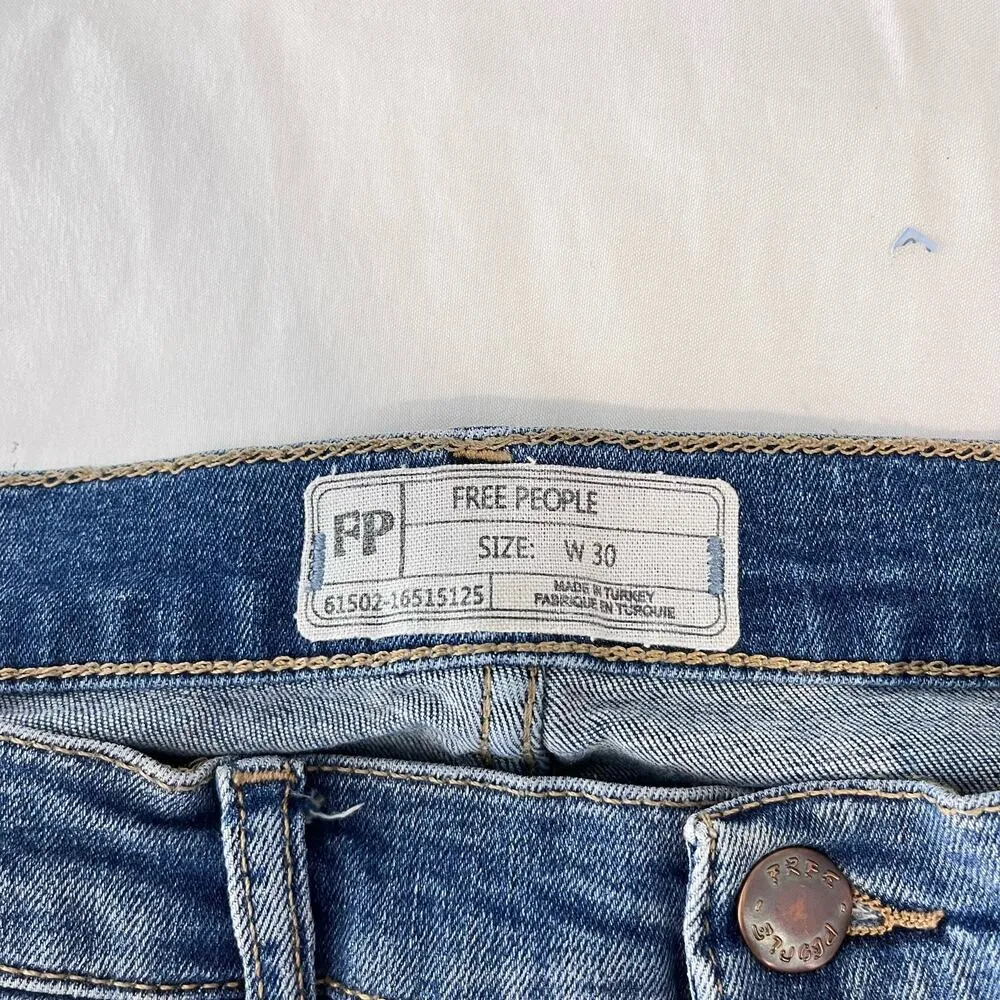 FP
FREE PEOPLE
SIZE: W 30
61502-16515125
MADE IN TURKEY
FABRIQUE EN TURQUIE
FREE
PEOPLE